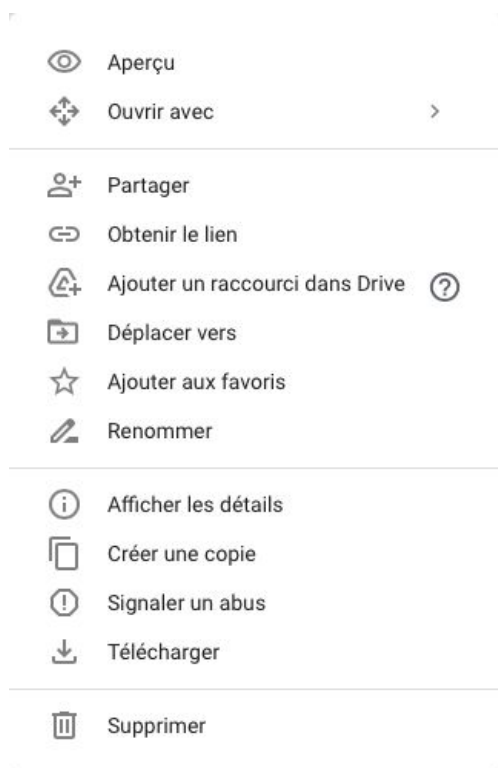 Aperçu
Ouvrir avec
Partager
Obtenir le lien
Ajouter un raccourci dans Drive
Déplacer vers
Ajouter aux favoris
Renommer
Afficher les détails
Créer une copie
Signaler un abus
Télécharger
Supprimer